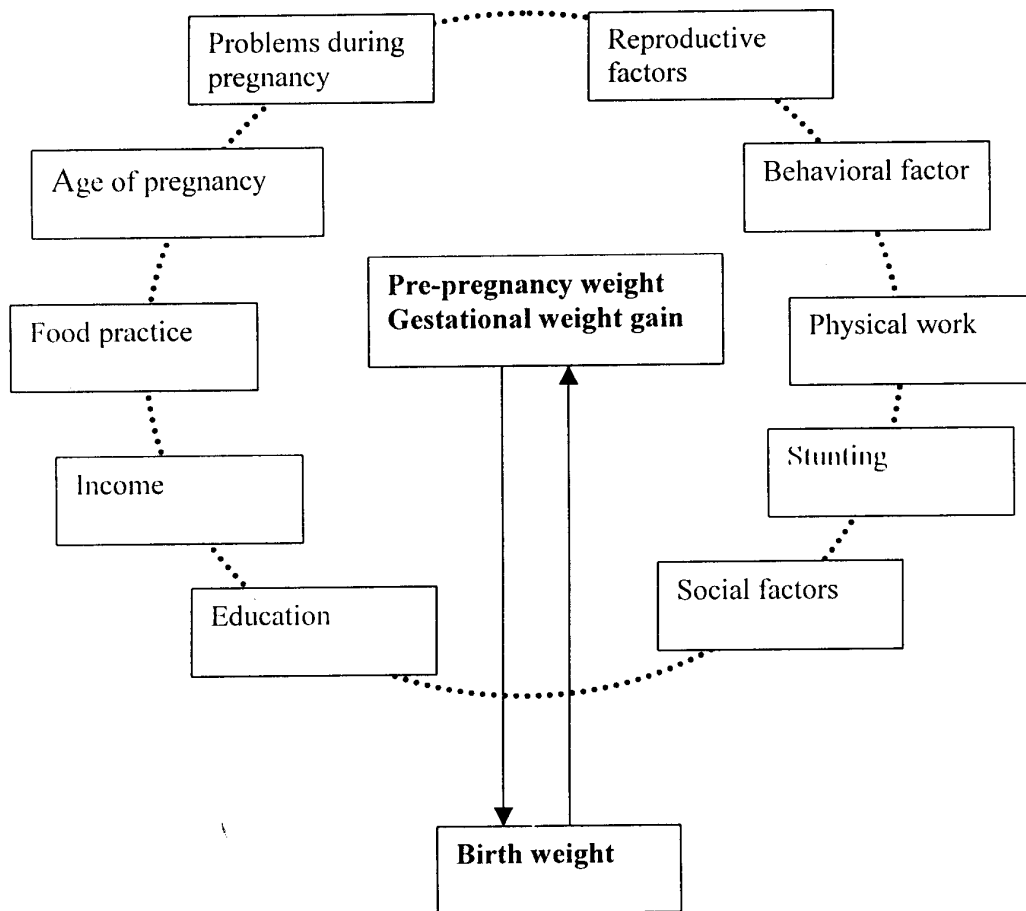 Problems during
pregnancy
Reproductive
factors
Age of pregnancy
Behavioral factor
Pre-pregnancy weight
Gestational weight gain
Food practice
Physical work
Income
Stunting
Education
Social factors
Birth weight